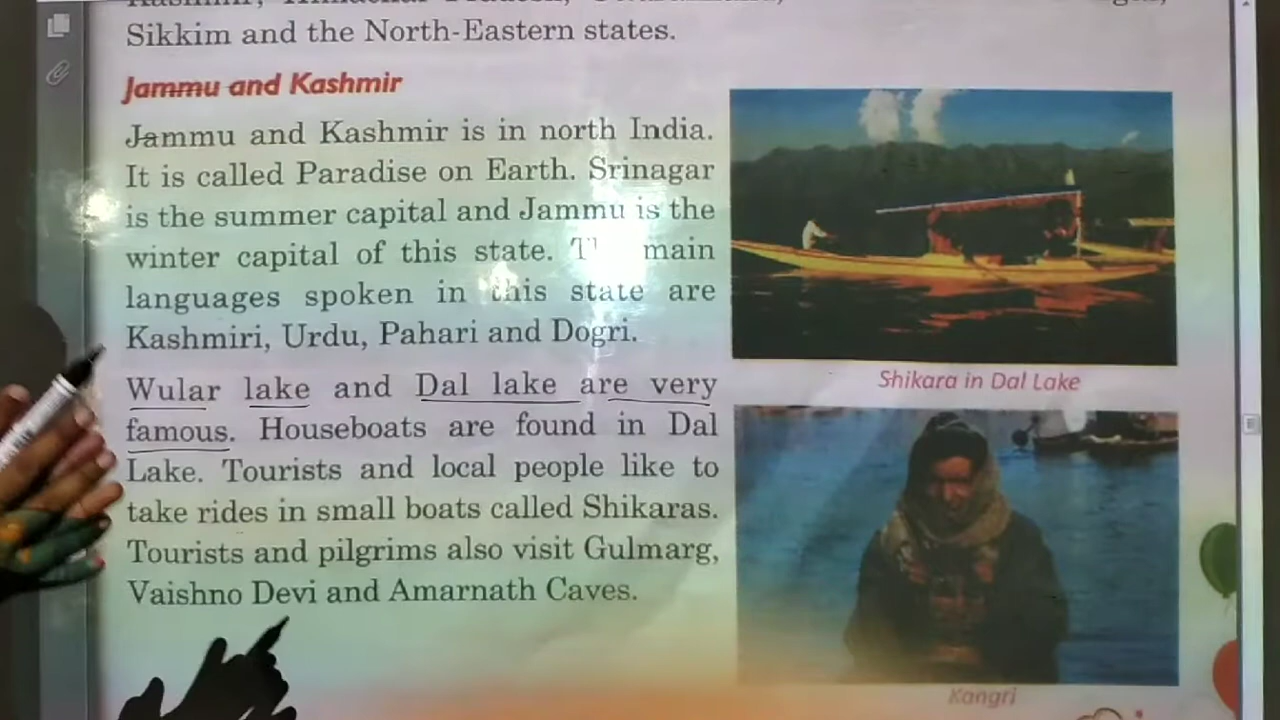 Sikkim and the North-Eastern states.
Jammu and Kashmir
Jammu and Kashmir is in north India.
It is called Paradise on Earth. Srinagar
is the summer capital and Jammu is the
winter capital of this state. main
languages spoken in this state are
Kashmiri, Urdu, Pahari and Dogri.
Wular lake and Dal lake are very
famous. Houseboats are found in Dal
Lake. Tourists and local people like to
take rides in small boats called Shikaras.
Tourists and pilgrims also visit Gulmarg,
Vaishno Devi and Amarnath Caves.
Shikara in Dal Lake
Kangri